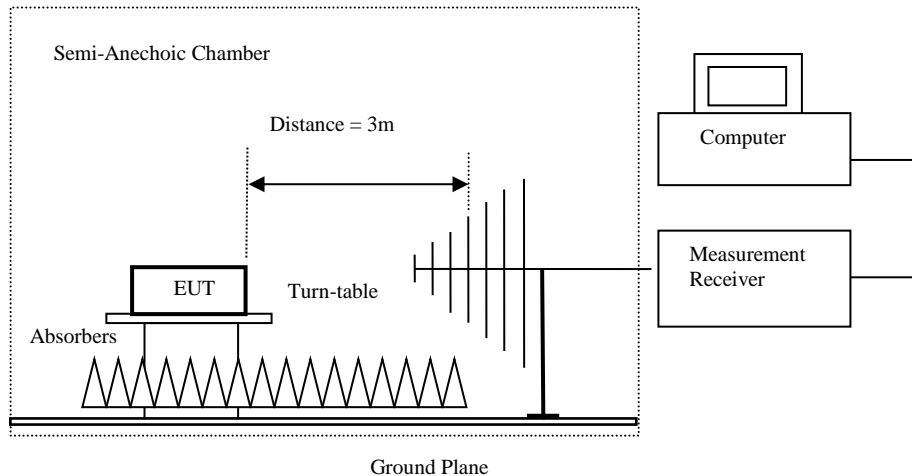 Semi-Anechoic Chamber
Distance = 3m
Computer
Measurement
Receiver
EUT
Turn-table
Absorbers
Ground Plane